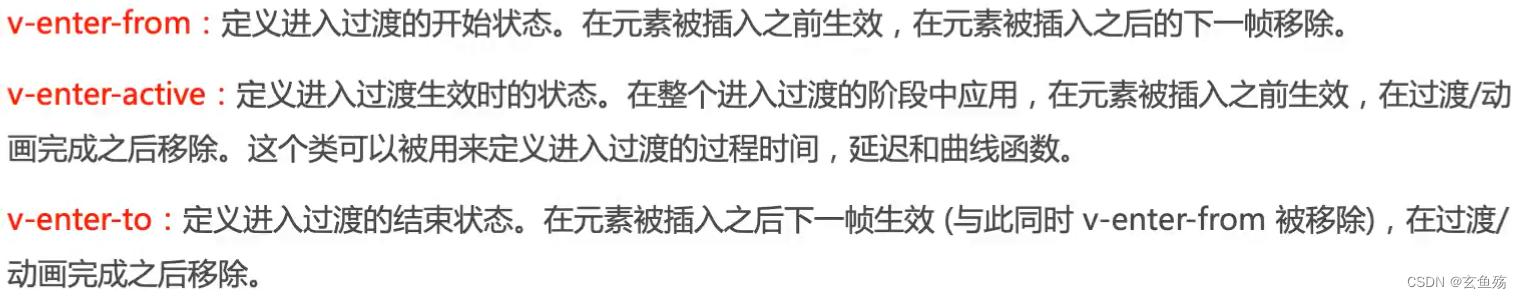 v-enter-from：定义进入过渡的开始状态。在元素被插入之前生效，在元素被插入之后的下一帧移除。
v-enter-active：定义进入过渡生效时的状态。在整个进入过渡的阶段中应用，在元素被插入之前生效，在过渡/动
画完成之后移除。这个类可以被用来定义进入过渡的过程时间，延迟和曲线函数。
v-enter-to：定义进入过渡的结束状态。在元素被插入之后下一帧生效 (与此同时 v-enter-from 被移除)，在过渡/
动画完成之后移除。
CSDN @玄鱼殇